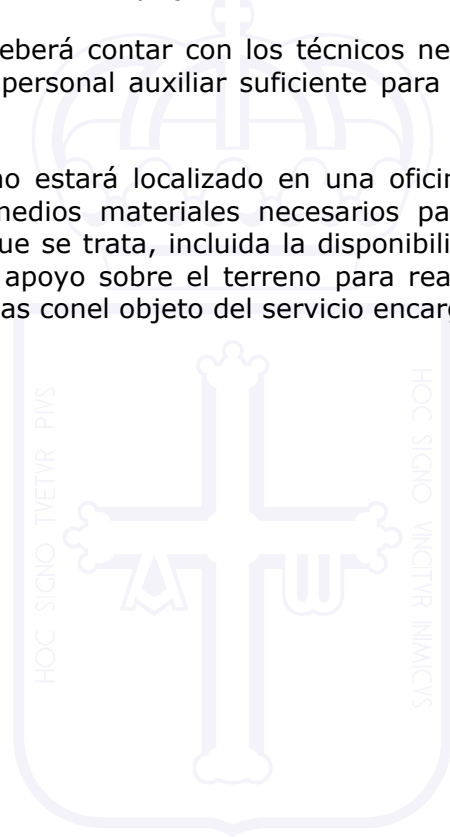 eberá contar con los técnicos ne
personal auxiliar suficiente para
no estará localizado en una oficin
medios materiales necesarios pa
ue se trata, incluida la disponibili
apoyo sobre el terreno para rea
as conel objeto del servicio encar
HOC SIGNO TVETVR PIVS
HOC SIGNO VINCITVR INIMICVS